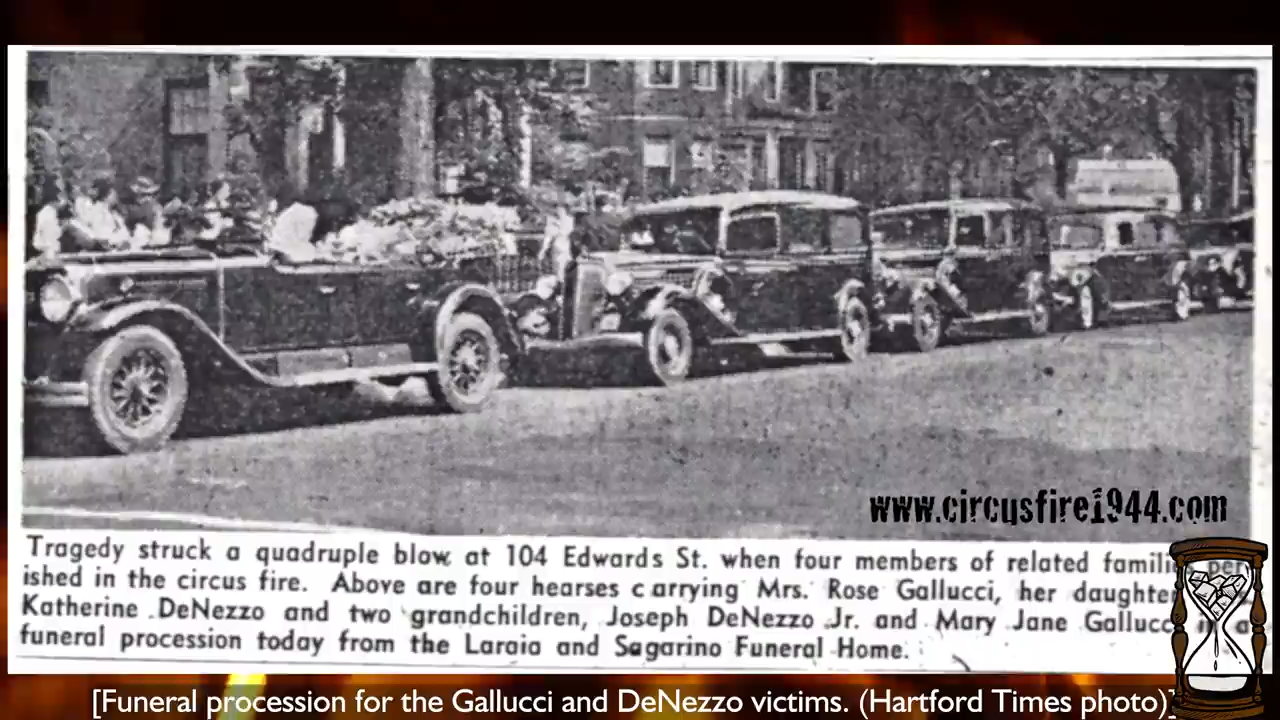 www.circusfire1944.com
Tragedy struck a quadruple blow at 104 Edwards St. when four members of related famili per
ished in the circus fire. Above are four hearses carrying Mrs. Rose Gallucci, her daughter
Katherine DeNezzo and two grandchildren, Joseph DeNezzo Jr. and Mary Jane Gallucc in a
funeral procession today from the Laraia and Sagarino Funeral Home.
[Funeral procession for the Gallucci and DeNezzo victims. (Hartford Times photo)]